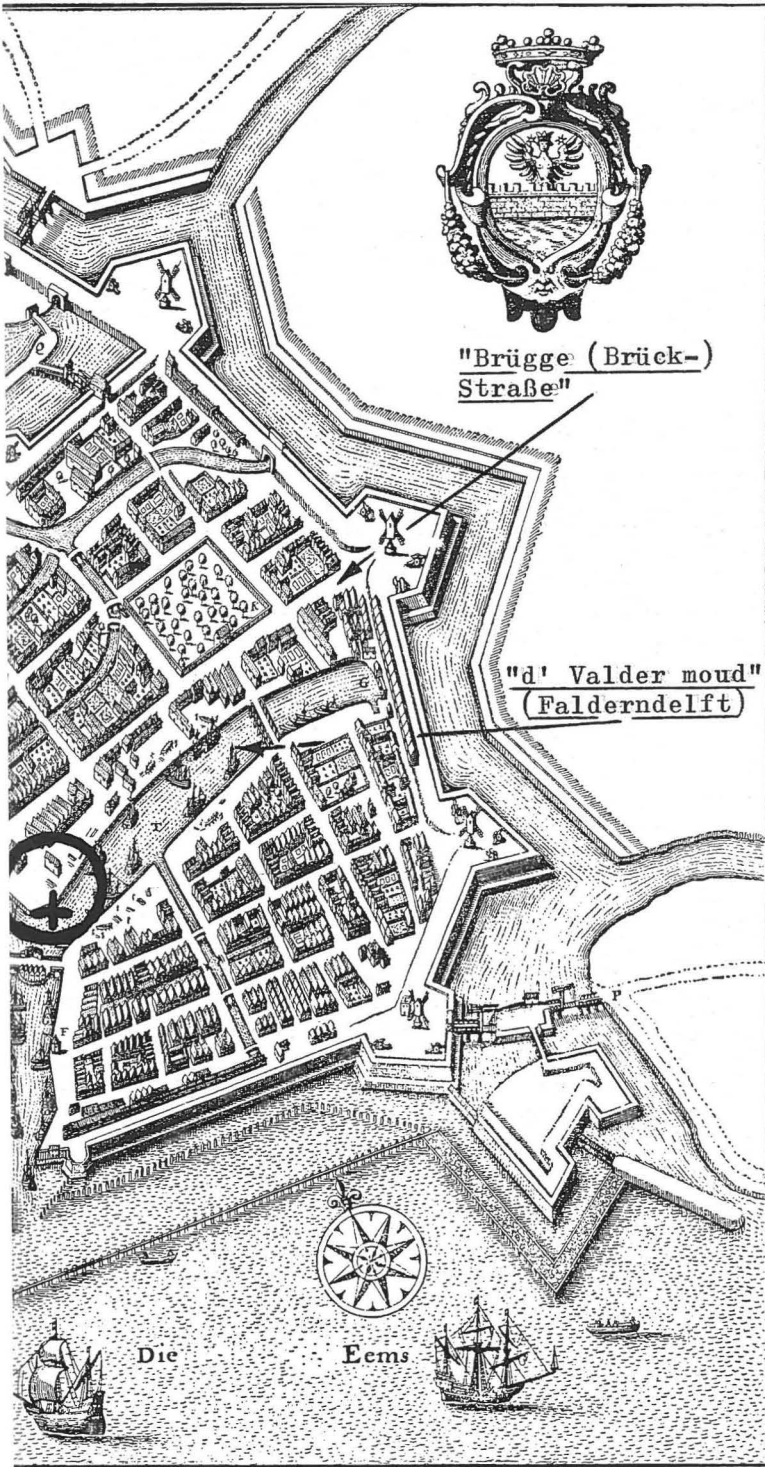 "Brügge (Brück-)
Straße"
"d' Valder moud"
(Falderndelft)
Q
K
G
D
F
P
Die Eems